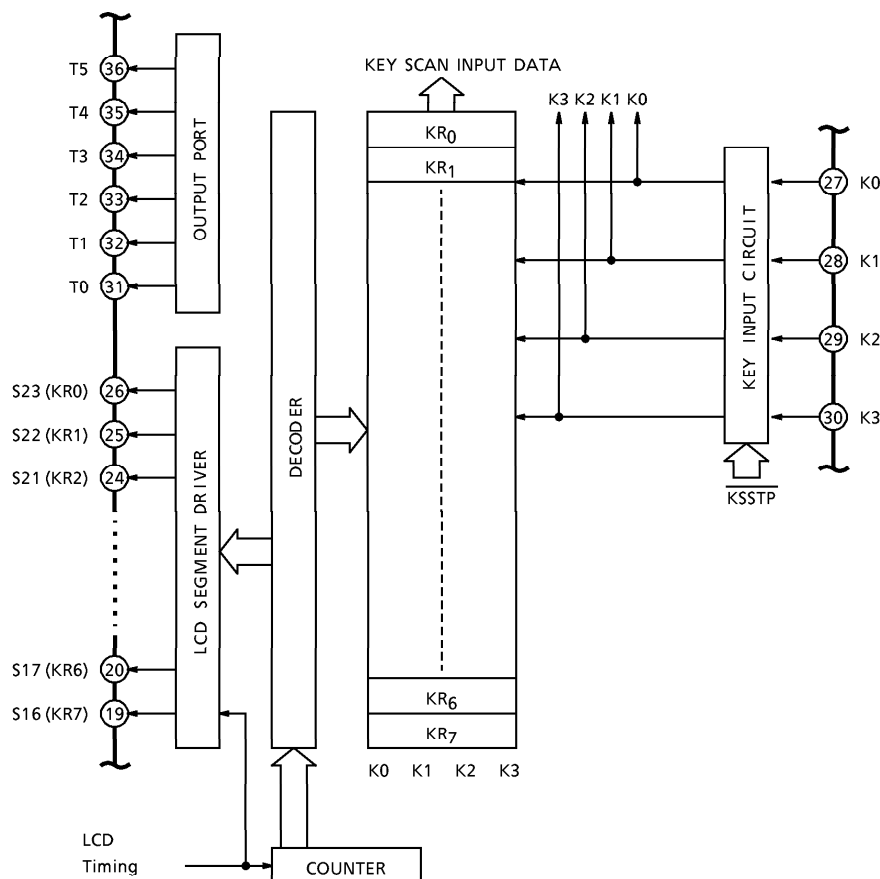 KEY SCAN INPUT DATA
T5 36
T4 35
T3 34
T2 33
T1 32
T0 31
OUTPUT PORT
K3 K2 K1 K0
KR0
KR1
27 K0
28 K1
29 K2
30 K3
KEY INPUT CIRCUIT
KSSTP
DECODER
S23 (KR0) 26
S22 (KR1) 25
S21 (KR2) 24
LCD SEGMENT DRIVER
S17 (KR6) 20
S16 (KR7) 19
KR6
KR7
K0 K1 K2 K3
LCD
Timing
COUNTER